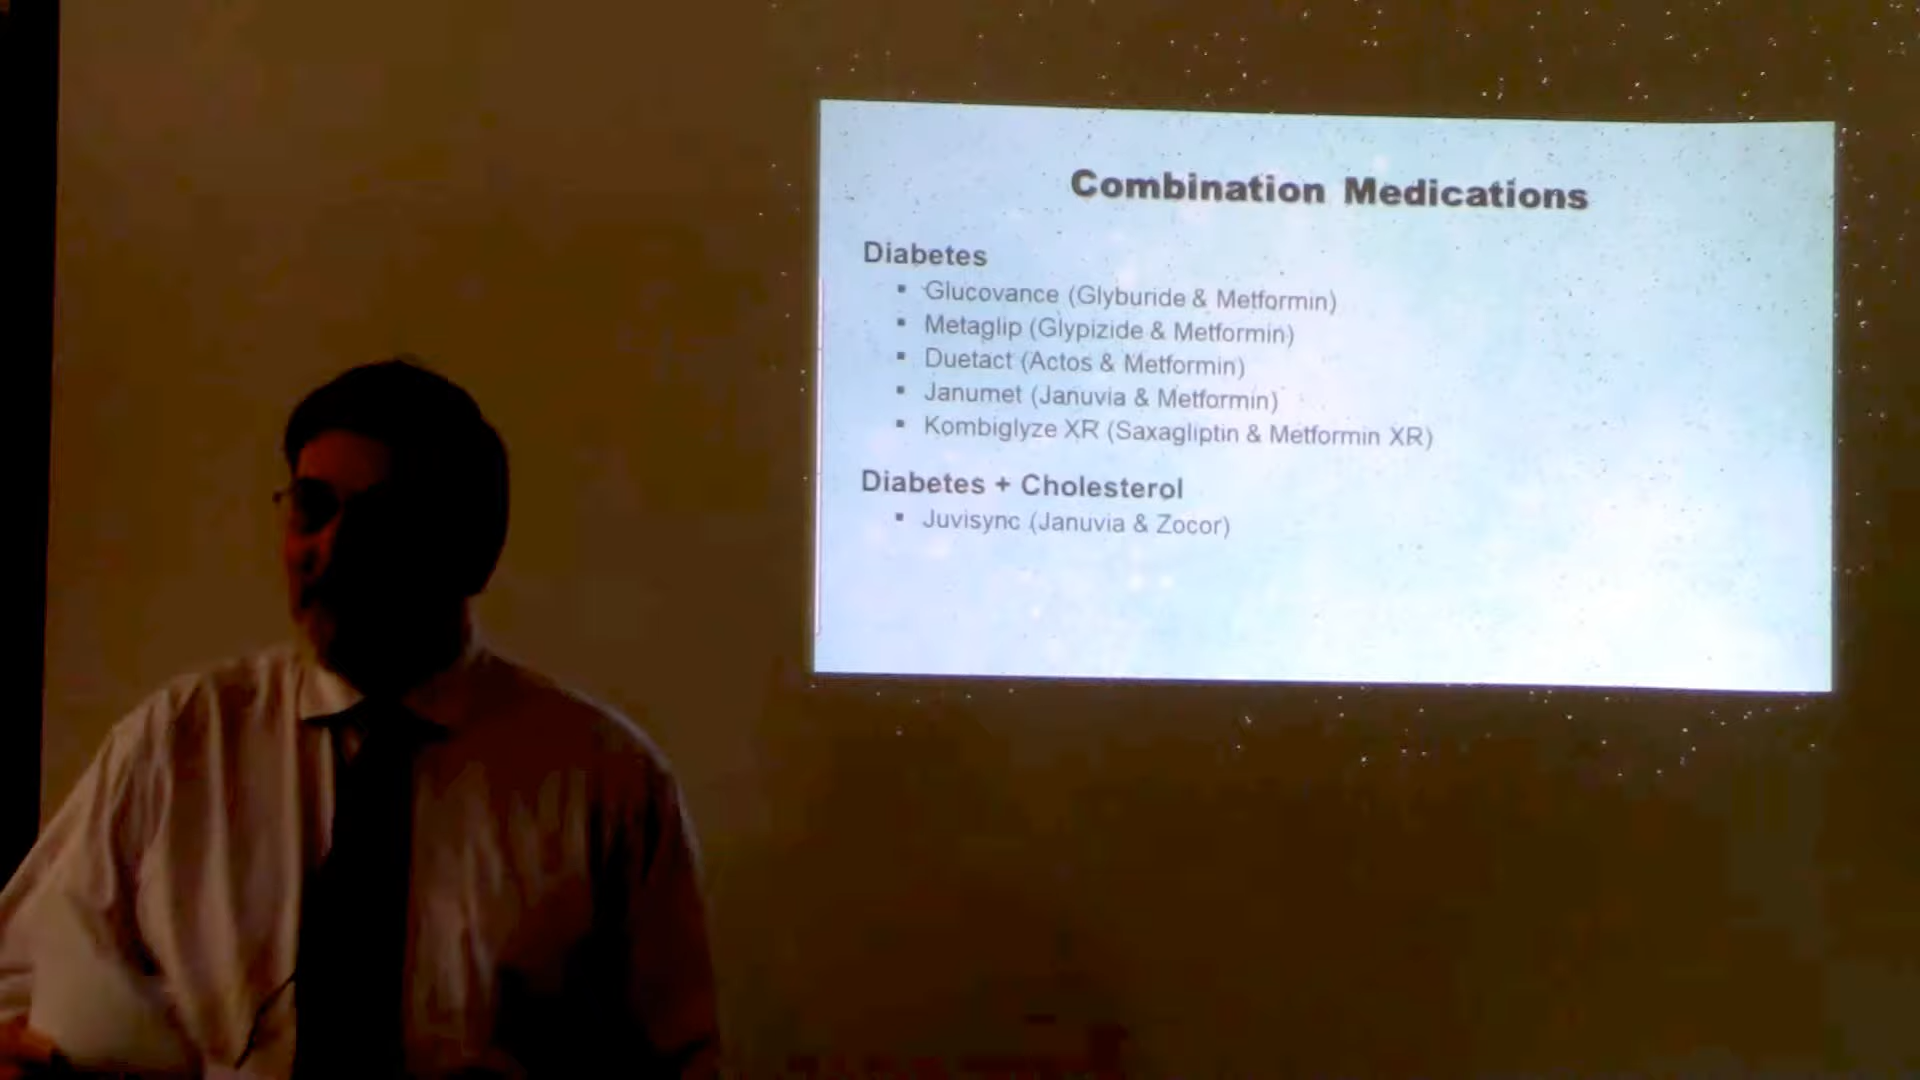 Combination Medications
Diabetes
▪ Glucovance (Glyburide & Metformin)
▪ Metaglip (Glypizide & Metformin)
▪ Duetact (Actos & Metformin)
▪ Janumet (Januvia & Metformin)
▪ Kombiglyze XR (Saxagliptin & Metformin XR)
Diabetes + Cholesterol
▪ Juvisync (Januvia & Zocor)